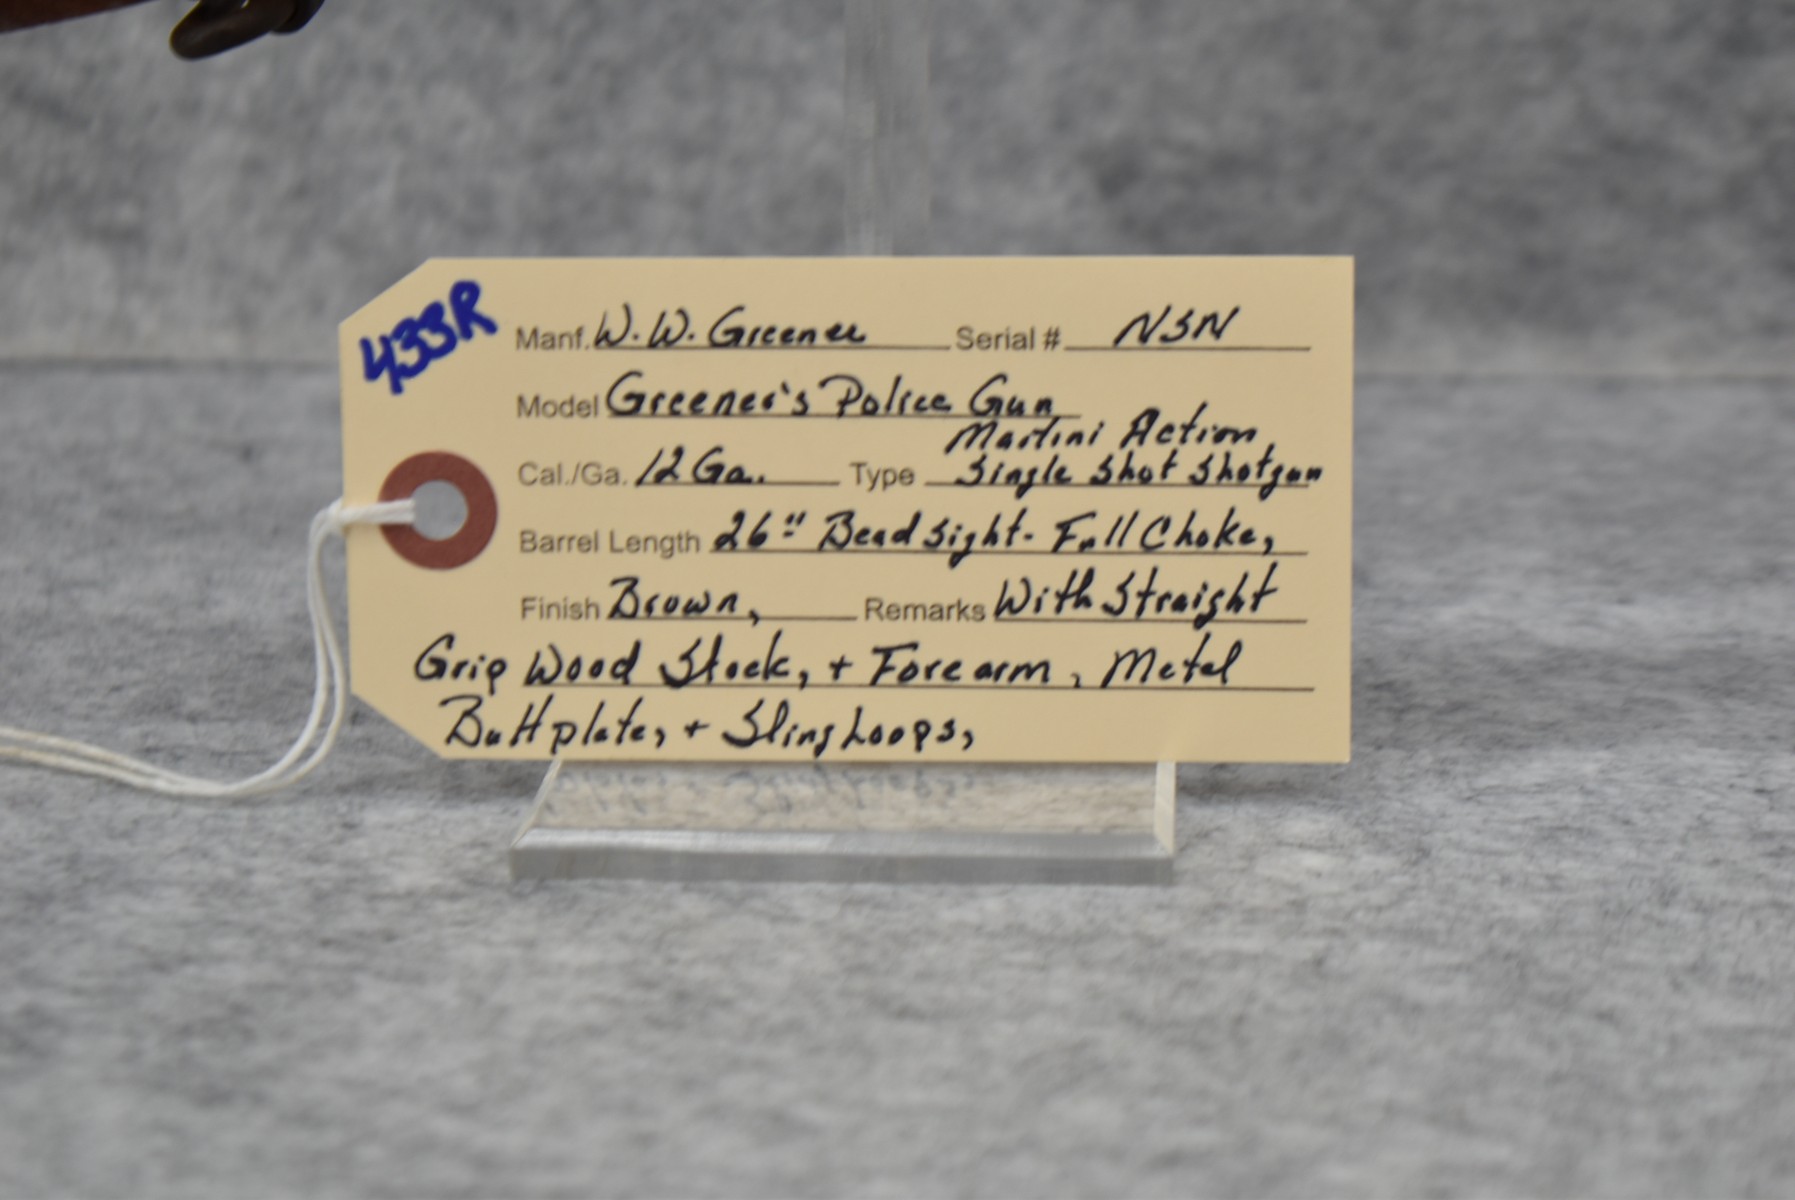 433R
Manf. W. W. Greener Serial # NSN
Model Greener's Police Gun
Martini Action,
Cal./Ga. 12 Ga. Type Single Shot Shotgun
Barrel Length 26" Bead Sight - Full Choke,
Finish Brown, Remarks With Straight
Grip Wood Stock, + Forearm, Metal
Buttplate, + Sling Loops,